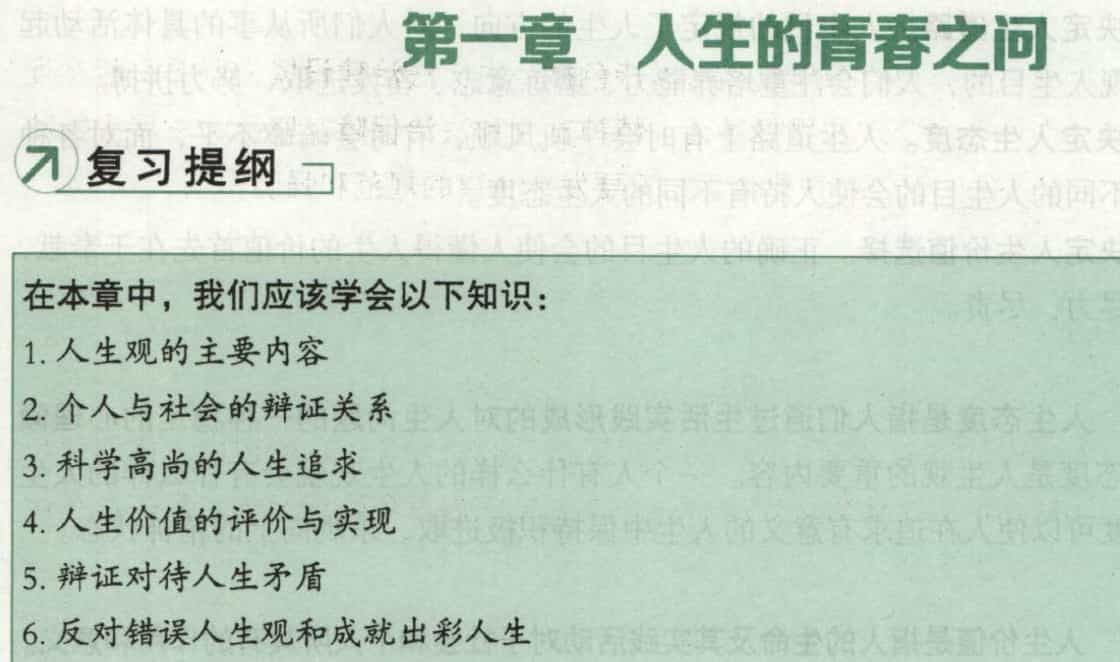 第一章 人生的青春之问
复习提纲
在本章中，我们应该学会以下知识：
1. 人生观的主要内容
2. 个人与社会的辩证关系
3. 科学高尚的人生追求
4. 人生价值的评价与实现
5. 辩证对待人生矛盾
6. 反对错误人生观和成就出彩人生